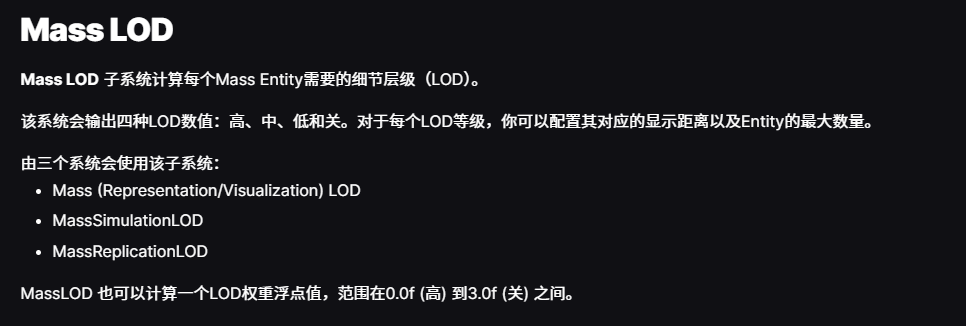 Mass LOD
Mass LOD 子系统计算每个Mass Entity需要的细节层级（LOD）。
该系统会输出四种LOD数值：高、中、低和关。对于每个LOD等级，你可以配置其对应的显示距离以及Entity的最大数量。
由三个系统会使用该子系统：
• Mass (Representation/Visualization) LOD
• MassSimulationLOD
• MassReplicationLOD
MassLOD 也可以计算一个LOD权重浮点值，范围在0.0f (高) 到3.0f (关) 之间。